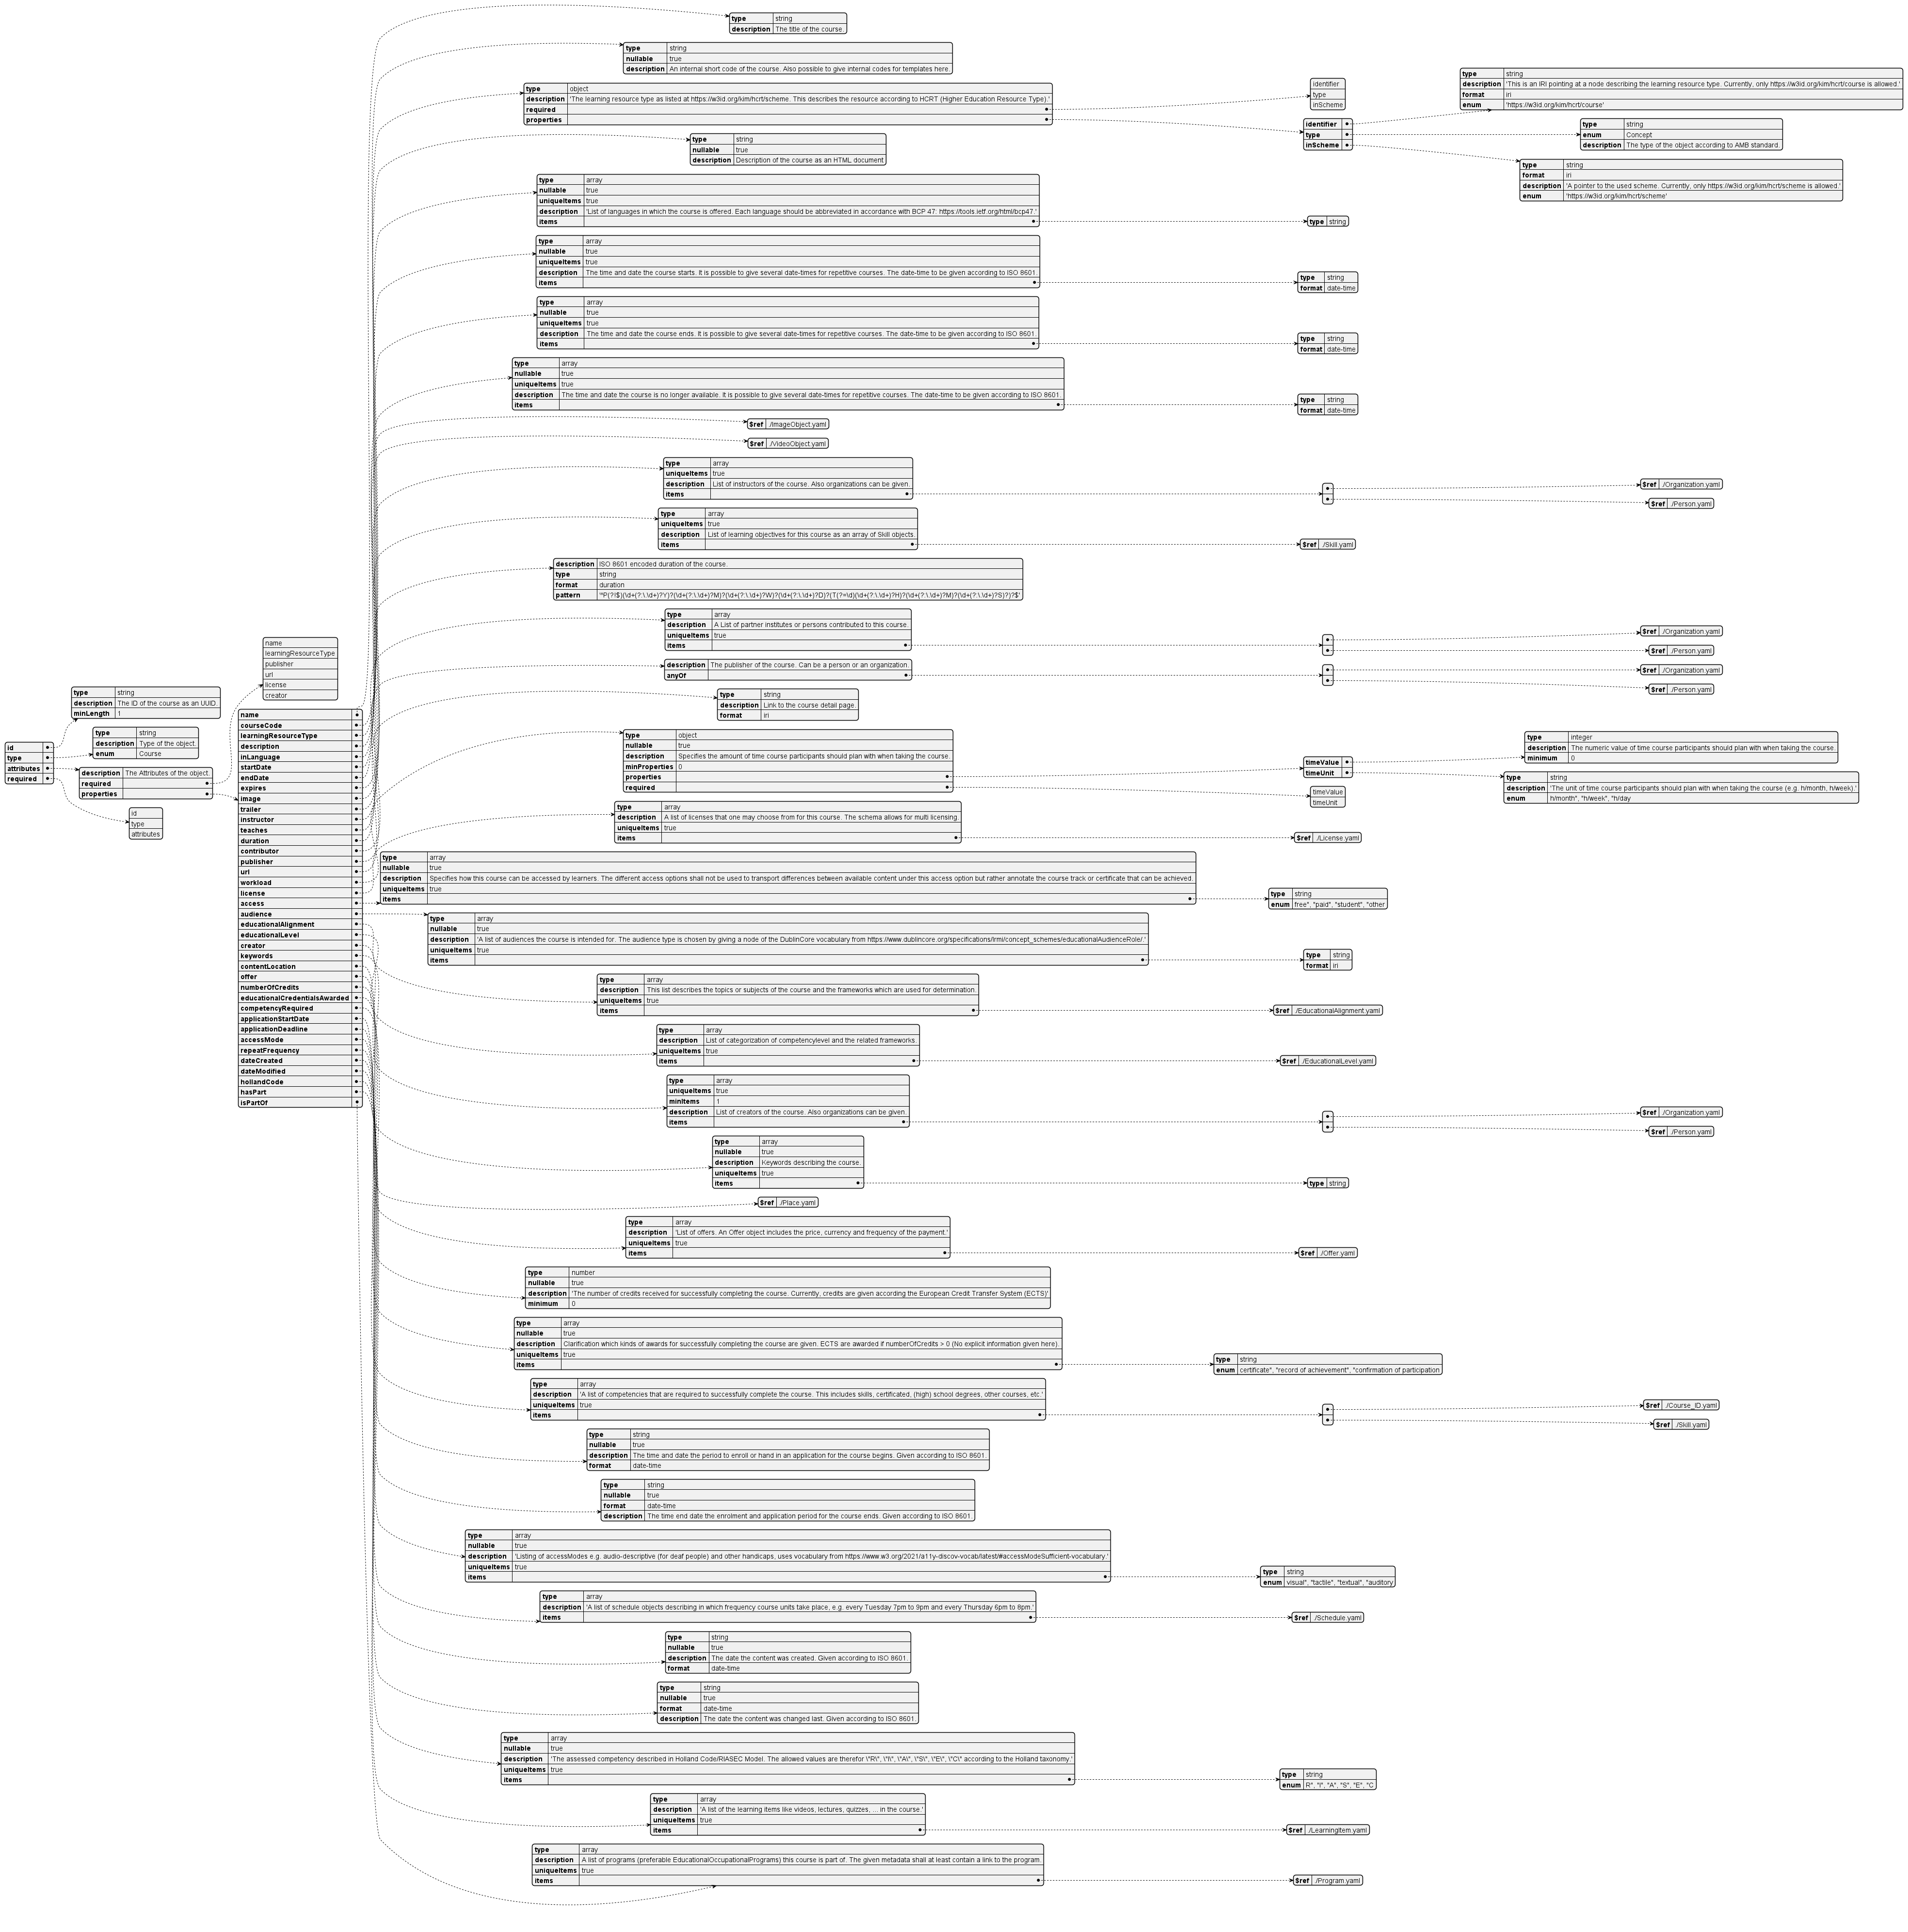 type string
description The title of the course.
type string
nullable true
description An internal short code of the course. Also possible to give internal codes for templates here.
type object
description 'The learning resource type as listed at https://w3id.org/kim/hcrt/scheme. This describes the resource according to HCRT (Higher Education Resource Type).'
required
properties
identifier
type
inScheme
identifier
type
inScheme
type string
description 'This is an IRI pointing at a node describing the learning resource type. Currently, only https://w3id.org/kim/hcrt/course is allowed.'
format iri
enum 'https://w3id.org/kim/hcrt/course'
type string
enum Concept
description The type of the object according to AMB standard.
type string
format iri
description 'A pointer to the used scheme. Currently, only https://w3id.org/kim/hcrt/scheme is allowed.'
enum 'https://w3id.org/kim/hcrt/scheme'
type string
nullable true
description Description of the course as an HTML document
type array
nullable true
uniqueItems true
description 'List of languages in which the course is offered. Each language should be abbreviated in accordance with BCP 47: https://tools.ietf.org/html/bcp47.'
items
type string
type array
nullable true
uniqueItems true
description The time and date the course starts. It is possible to give several date-times for repetitive courses. The date-time to be given according to ISO 8601.
items
type string
format date-time
type array
nullable true
uniqueItems true
description The time and date the course ends. It is possible to give several date-times for repetitive courses. The date-time to be given according to ISO 8601.
items
type string
format date-time
type array
nullable true
uniqueItems true
description The time and date the course is no longer available. It is possible to give several date-times for repetitive courses. The date-time to be given according to ISO 8601.
items
type string
format date-time
$ref ./ImageObject.yaml
$ref ./VideoObject.yaml
type array
uniqueItems true
description List of instructors of the course. Also organizations can be given.
items
$ref ./Organization.yaml
$ref ./Person.yaml
type array
uniqueItems true
description List of learning objectives for this course as an array of Skill objects.
items
$ref ./Skill.yaml
description ISO 8601 encoded duration of the course.
type string
format duration
pattern '^P(?!$)(\d+(?:\.\d+)?Y)?(\d+(?:\.\d+)?M)?(\d+(?:\.\d+)?W)?(\d+(?:\.\d+)?D)?(T(?=\d)(\d+(?:\.\d+)?H)?(\d+(?:\.\d+)?M)?(\d+(?:\.\d+)?S)?)?$'
type array
description A List of partner institutes or persons contributed to this course.
uniqueItems true
items
$ref ./Organization.yaml
$ref ./Person.yaml
description The publisher of the course. Can be a person or an organization.
anyOf
$ref ./Organization.yaml
$ref ./Person.yaml
type string
description Link to the course detail page.
format iri
name
learningResourceType
publisher
url
license
creator
type string
description The ID of the course as an UUID.
minLength 1
id
type
attributes
required
type string
description Type of the object.
enum Course
description The Attributes of the object.
required
properties
id
type
attributes
name
courseCode
learningResourceType
description
inLanguage
startDate
endDate
expires
image
trailer
instructor
teaches
duration
contributor
publisher
url
workload
license
access
audience
educationalAlignment
educationalLevel
creator
keywords
contentLocation
offer
numberOfCredits
educationalCredentialsAwarded
competencyRequired
applicationStartDate
applicationDeadline
accessMode
repeatFrequency
dateCreated
dateModified
hollandCode
hasPart
isPartOf
type object
nullable true
description Specifies the amount of time course participants should plan with when taking the course.
minProperties 0
properties
required
timeValue
timeUnit
timeValue
timeUnit
type integer
description The numeric value of time course participants should plan with when taking the course.
minimum 0
type string
description 'The unit of time course participants should plan with when taking the course (e.g. h/month, h/week).'
enum h/month", "h/week", "h/day
type array
description A list of licenses that one may choose from for this course. The schema allows for multi licensing.
uniqueItems true
items
$ref ./License.yaml
type array
nullable true
description Specifies how this course can be accessed by learners. The different access options shall not be used to transport differences between available content under this access option but rather annotate the course track or certificate that can be achieved.
uniqueItems true
items
type string
enum free", "paid", "student", "other
type array
nullable true
description 'A list of audiences the course is intended for. The audience type is chosen by giving a node of the DublinCore vocabulary from https://www.dublincore.org/specifications/lrmi/concept_schemes/educationalAudienceRole/.'
uniqueItems true
items
type string
format iri
type array
description This list describes the topics or subjects of the course and the frameworks which are used for determination.
uniqueItems true
items
$ref ./EducationalAlignment.yaml
type array
description List of categorization of competencylevel and the related frameworks
uniqueItems true
items
$ref ./EducationalLevel.yaml
type array
uniqueItems true
minItems 1
description List of creators of the course. Also organizations can be given.
items
$ref ./Organization.yaml
$ref ./Person.yaml
type array
nullable true
description Keywords describing the course.
uniqueItems true
items
type string
$ref ./Place.yaml
type array
description 'List of offers. An Offer object includes the price, currency and frequency of the payment.'
uniqueItems true
items
$ref ./Offer.yaml
type number
nullable true
description 'The number of credits received for successfully completing the course. Currently, credits are given according the European Credit Transfer System (ECTS)'
minimum 0
type array
nullable true
description Clarification which kinds of awards for successfully completing the course are given. ECTS are awarded if numberOfCredits > 0 (No explicit information given here).
uniqueItems true
items
type string
enum certificate", "record of achievement", "confirmation of participation
type array
description 'A list of competencies that are required to successfully complete the course. This includes skills, certificated, (high) school degrees, other courses, etc.'
uniqueItems true
items
$ref ./Course_ID.yaml
$ref ./Skill.yaml
type string
nullable true
description The time and date the period to enroll or hand in an application for the course begins. Given according to ISO 8601.
format date-time
type string
nullable true
format date-time
description The time end date the enrolment and application period for the course ends. Given according to ISO 8601.
type array
nullable true
description 'Listing of accessModes e.g. audio-descriptive (for deaf people) and other handicaps, uses vocabulary from https://www.w3.org/2021/a11y-discov-vocab/latest/#accessModeSufficient-vocabulary.'
uniqueItems true
items
type string
enum visual", "tactile", "textual", "auditory
type array
description 'A list of schedule objects describing in which frequency course units take place, e.g. every Tuesday 7pm to 9pm and every Thursday 6pm to 8pm.'
items
$ref ./Schedule.yaml
type string
nullable true
description The date the content was created. Given according to ISO 8601.
format date-time
type string
nullable true
format date-time
description The date the content was changed last. Given according to ISO 8601.
type array
nullable true
description 'The assessed competency described in Holland Code/RIASEC Model. The allowed values are therefor \"R\", \"I\", \"A\", \"S\", \"E\", \"C\" according to the Holland taxonomy.'
uniqueItems true
items
type string
enum R", "I", "A", "S", "E", "C
type array
description 'A list of the learning items like videos, lectures, quizzes, ... in the course.'
uniqueItems true
items
$ref ./LearningItem.yaml
type array
description A list of programs (preferable EducationalOccupationalPrograms) this course is part of. The given metadata shall at least contain a link to the program.
uniqueItems true
items
$ref ./Program.yaml